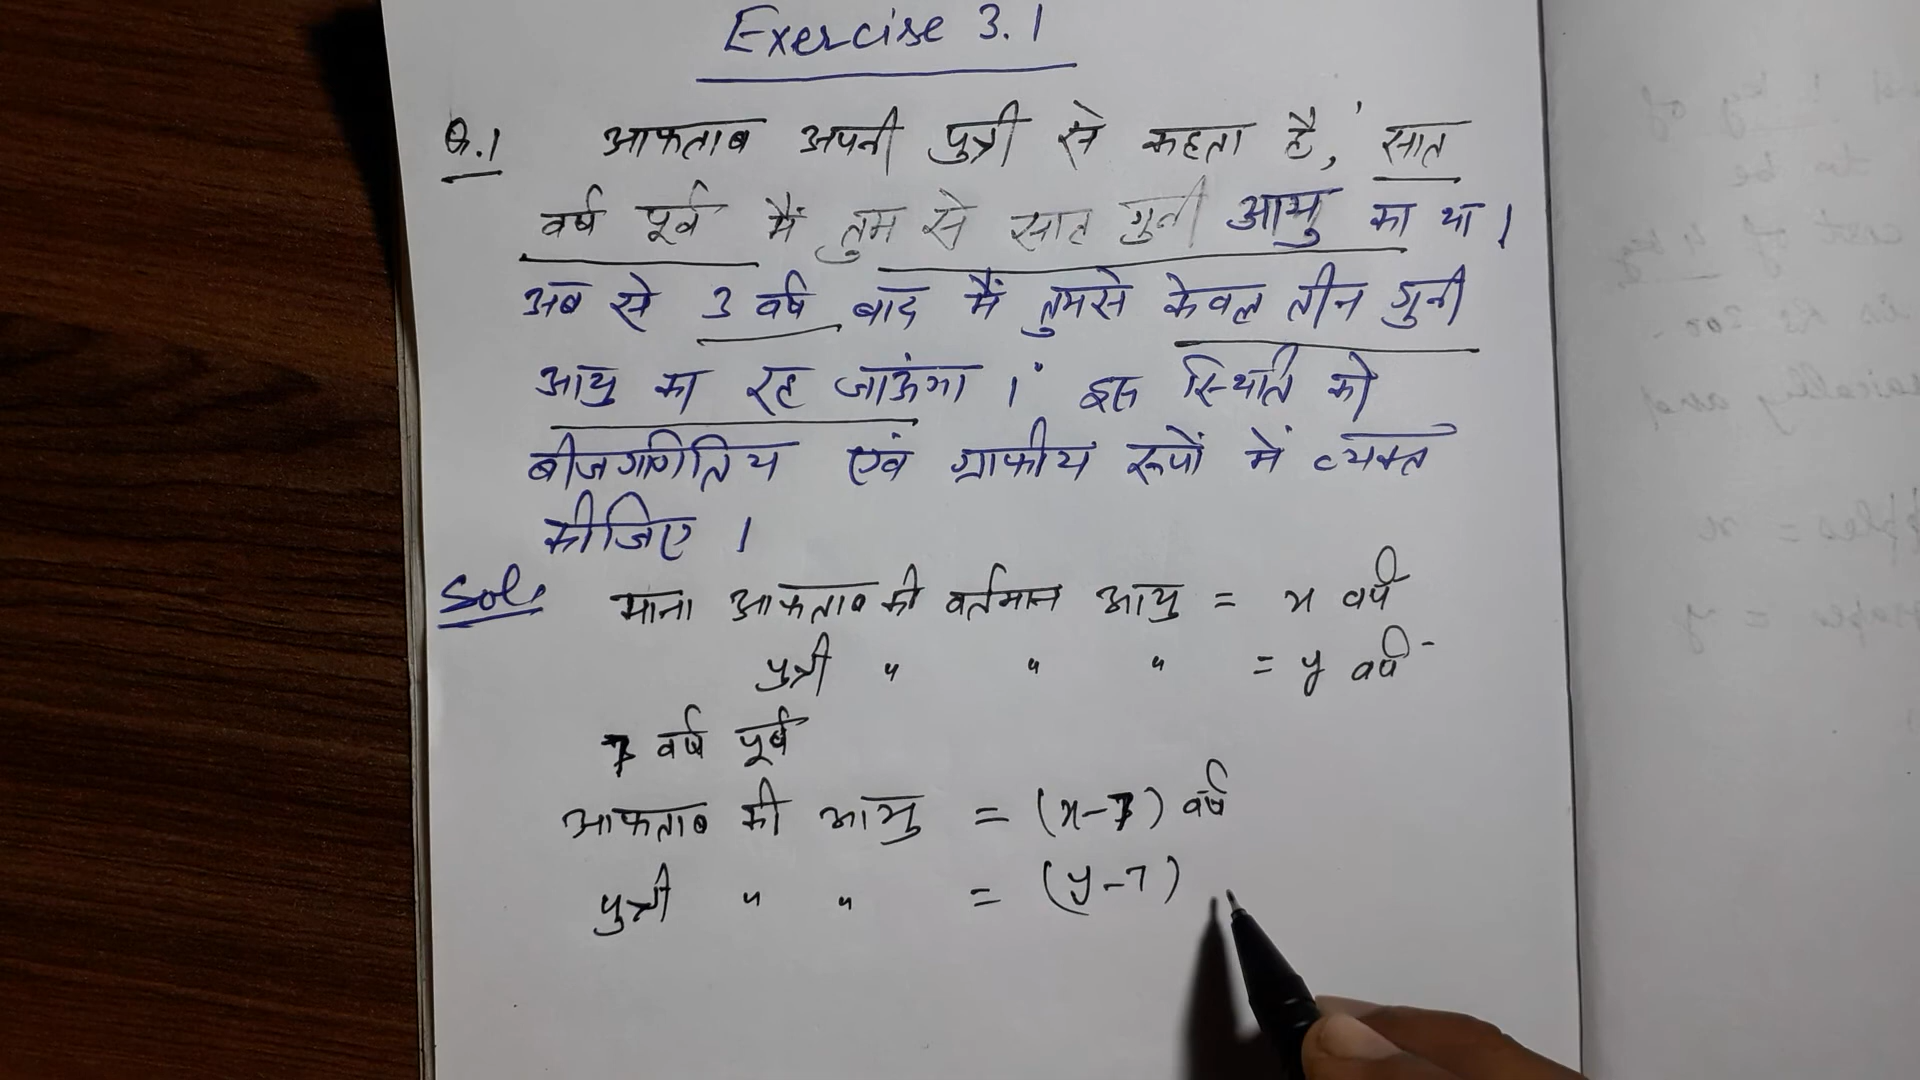 Exercise 3.1
Q.1 आफताब अपनी पुत्री से कहता है, 'सात
वर्ष पूर्व मैं तुम से सात गुनी आयु का था ।
अब से 3 वर्ष बाद मैं तुमसे केवल तीन गुनी
आयु का रह जाऊंगा ।' इस स्थिति को
बीजगणितिय एवं ग्राफीय रूपों में व्यक्त
कीजिए ।
Sol. माना आफताब की वर्तमान आयु = x वर्ष
पुत्री " " " = y वर्ष
7 वर्ष पूर्व
आफताब की आयु = (x-7) वर्ष
पुत्री " " = (y-7)